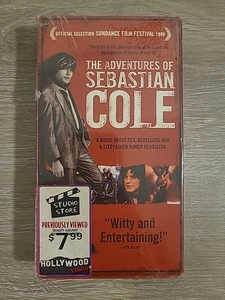 OFFICIAL SELECTION SUNDANCE FILM FESTIVAL 1999
THE ADVENTURES OF
SEBASTIAN
COLE
A MOVIE ABOUT SEX, REBELLION, AND
A STEPFATHER NAMED HENRIETTA.
STUDIO
STORE
PREVIOUSLY VIEWED
$7.99
HOLLYWOOD
VIDEO
"Witty and
Entertaining!"